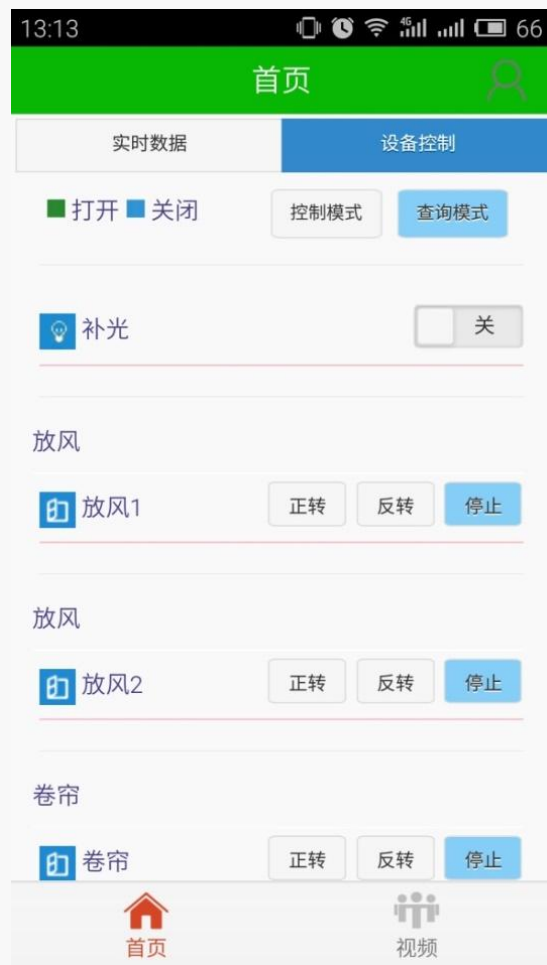 13:13 4G 66
首页
实时数据 设备控制
打开 关闭 控制模式 查询模式
补光 关
放风
放风1 正转 反转 停止
放风
放风2 正转 反转 停止
卷帘
卷帘 正转 反转 停止
首页 视频